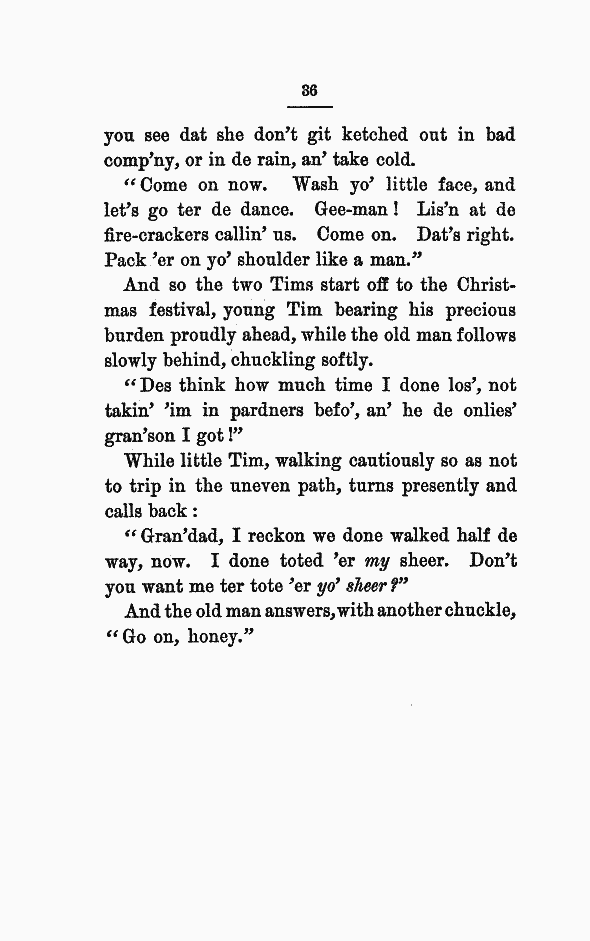 36
you see dat she don't git ketched out in bad
comp'ny, or in de rain, an' take cold.
"Come on now. Wash yo' little face, and
let's go ter de dance. Gee-man! Lis'n at de
fire-crackers callin' us. Come on. Dat's right.
Pack 'er on yo' shoulder like a man."
And so the two Tims start off to the Christ-
mas festival, young Tim bearing his precious
burden proudly ahead, while the old man follows
slowly behind, chuckling softly.
"Des think how much time I done los', not
takin' 'im in pardners befo', an' he de onlies'
gran'son I got!"
While little Tim, walking cautiously so as not
to trip in the uneven path, turns presently and
calls back:
"Gran'dad, I reckon we done walked half de
way, now. I done toted 'er my sheer. Don't
you want me ter tote 'er yo' sheer?"
And the old man answers, with another chuckle,
"Go on, honey."